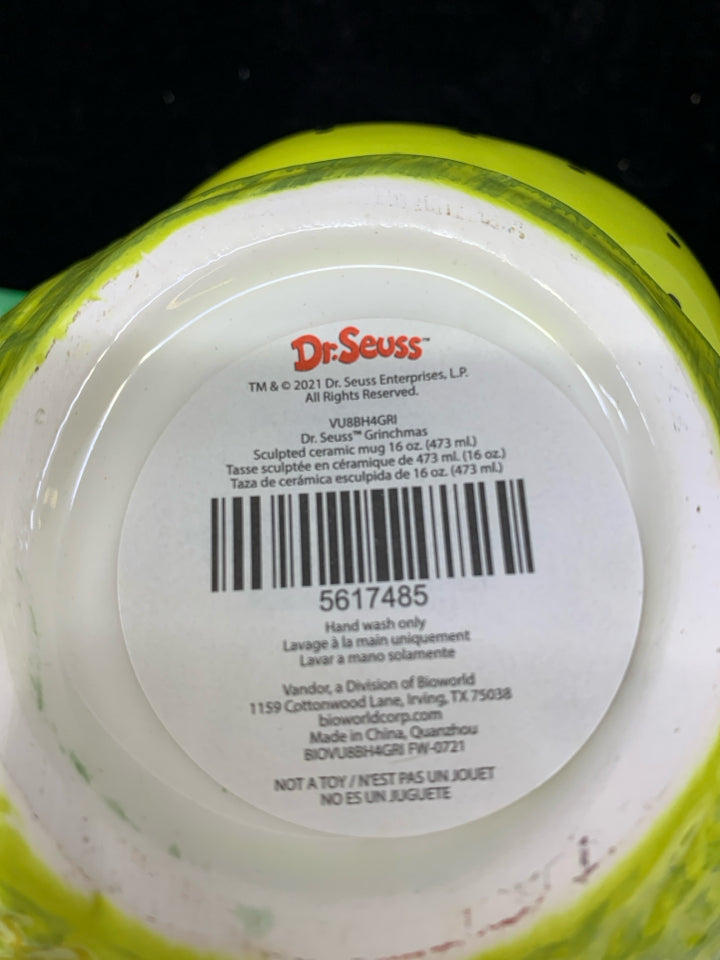 Dr. Seuss™
TM & © 2021 Dr. Seuss Enterprises, L.P.
All Rights Reserved.
VU8BH4GRI
Dr. Seuss™ Grinchmas
Sculpted ceramic mug 16 oz. (473 ml.)
Tasse sculptée en céramique de 473 ml. (16 oz.)
Taza de cerámica esculpida de 16 oz. (473 ml.)
5617485
Hand wash only
Lavage à la main uniquement
Lavar a mano solamente
Vandor, a Division of Bioworld
1159 Cottonwood Lane, Irving, TX 75038
bioworldcorp.com
Made in China, Quanzhou
BIOVU8BH4GRI FW-0721
NOT A TOY / N'EST PAS UN JOUET
NO ES UN JUGUETE